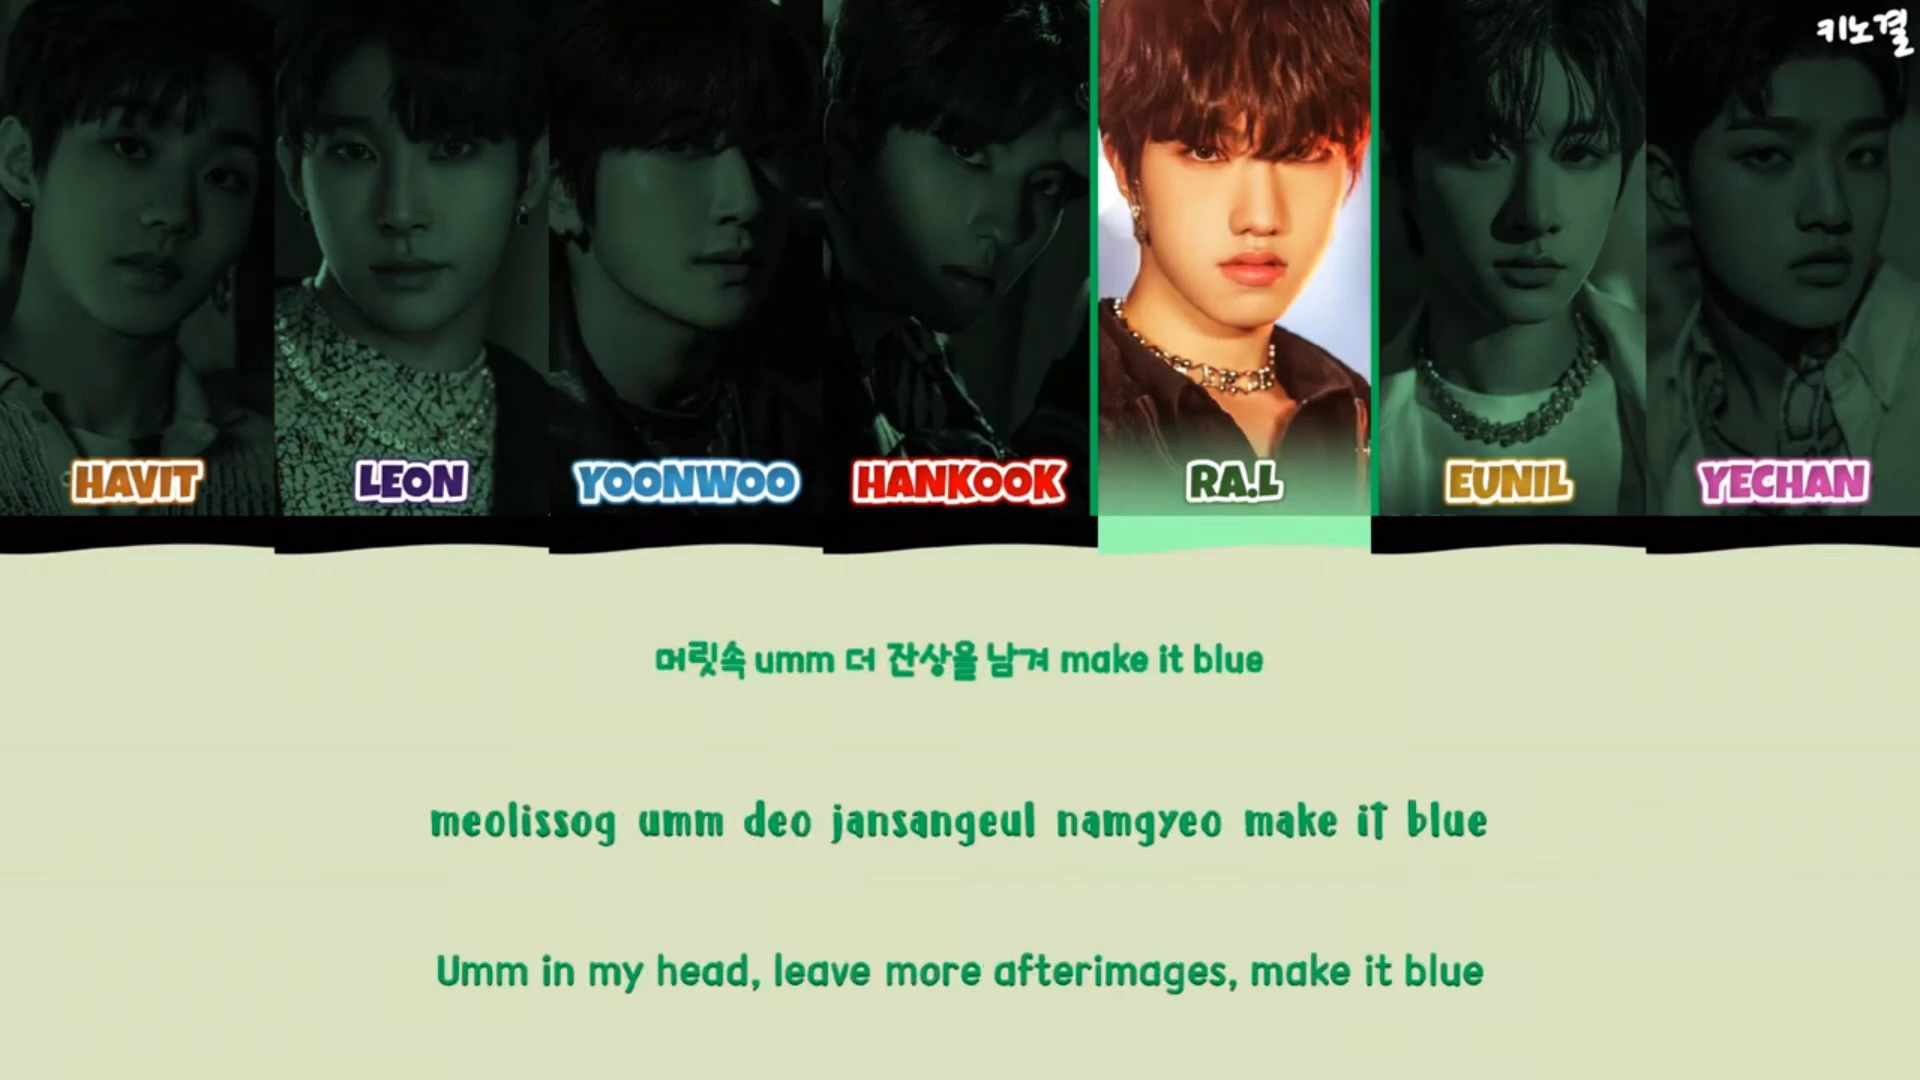 키노결
HAVIT
LEON
YOONWOO
HANKOOK
RA.L
EUNIL
YECHAN
머릿속 umm 더 잔상을 남겨 make it blue
meolissog umm deo jansangeul namgyeo make it blue
Umm in my head, leave more afterimages, make it blue